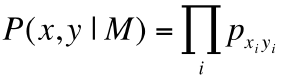 P(x,y | M) = ∏_i p_{x_i y_i}